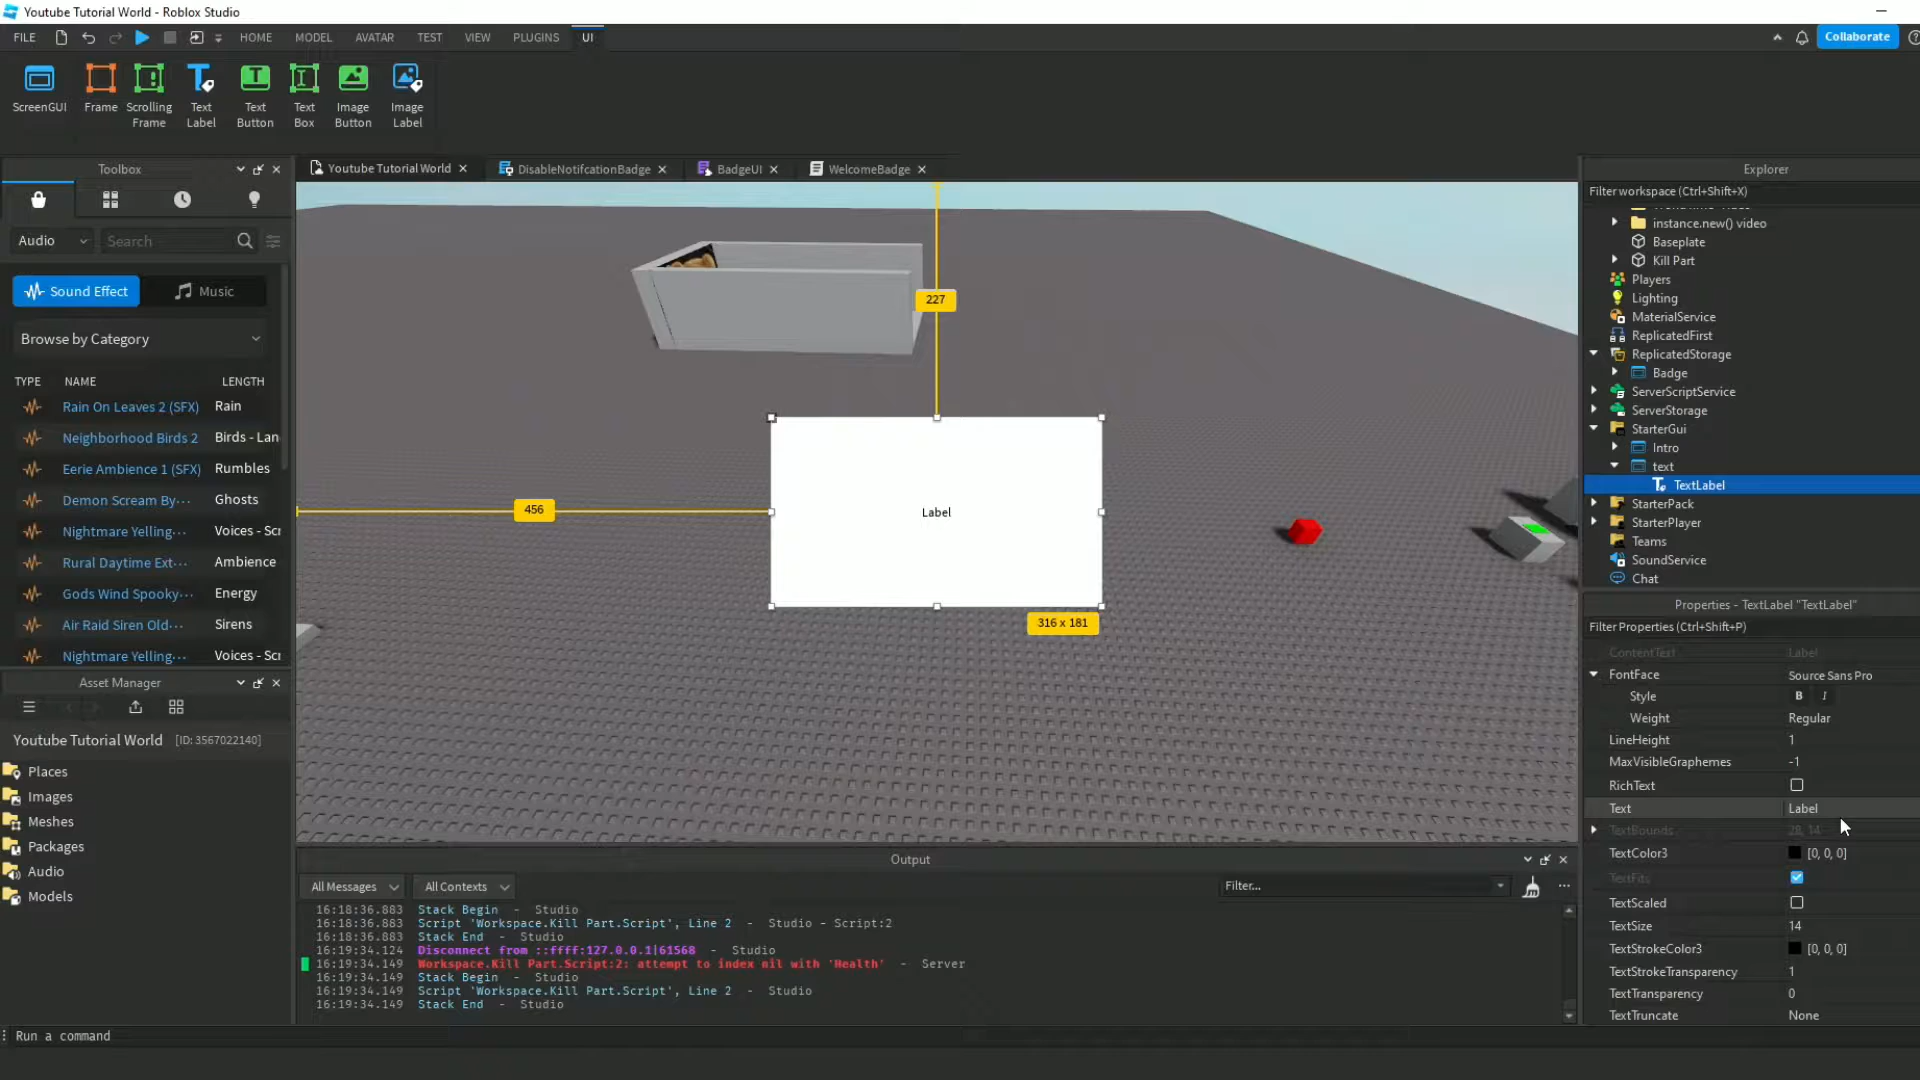 Youtube Tutorial World - Roblox Studio
FILE HOME MODEL AVATAR TEST VIEW PLUGINS UI Collaborate
ScreenGUI
Frame
Scrolling Frame
Text Label
Text Button
Text Box
Image Button
Image Label
Toolbox
Audio Search
Sound Effect Music
Browse by Category
TYPE NAME LENGTH
Rain On Leaves 2 (SFX) Rain
Neighborhood Birds 2 Birds - Lan
Eerie Ambience 1 (SFX) Rumbles
Demon Scream By··· Ghosts
Nightmare Yelling··· Voices - Scr
Rural Daytime Ext··· Ambience
Gods Wind Spooky··· Energy
Air Raid Siren Old··· Sirens
Nightmare Yelling··· Voices - Scr
Asset Manager
Youtube Tutorial World [ID: 3567022140]
Places
Images
Meshes
Packages
Audio
Models
Youtube Tutorial World DisableNotifcationBadge BadgeUI WelcomeBadge
227
456
Label
316 x 181
Output
All Messages All Contexts Filter...
16:18:36.883 Stack Begin - Studio
16:18:36.883 Script 'Workspace.Kill Part.Script', Line 2 - Studio - Script:2
16:18:36.883 Stack End - Studio
16:19:34.124 Disconnect from ::ffff:127.0.0.1|61568 - Studio
16:19:34.149 Workspace.Kill Part.Script:2: attempt to index nil with 'Health' - Server
16:19:34.149 Stack Begin - Studio
16:19:34.149 Script 'Workspace.Kill Part.Script', Line 2 - Studio
16:19:34.149 Stack End - Studio
Run a command
Explorer
Filter workspace (Ctrl+Shift+X)
instance.new() video
Baseplate
Kill Part
Players
Lighting
MaterialService
ReplicatedFirst
ReplicatedStorage
Badge
ServerScriptService
ServerStorage
StarterGui
Intro
text
TextLabel
StarterPack
StarterPlayer
Teams
SoundService
Chat
Properties - TextLabel "TextLabel"
Filter Properties (Ctrl+Shift+P)
ContentText Label
FontFace Source Sans Pro
Style B I
Weight Regular
LineHeight 1
MaxVisibleGraphemes -1
RichText
Text Label
TextBounds 28, 14
TextColor3 [0, 0, 0]
TextFits
TextScaled
TextSize 14
TextStrokeColor3 [0, 0, 0]
TextStrokeTransparency 1
TextTransparency 0
TextTruncate None